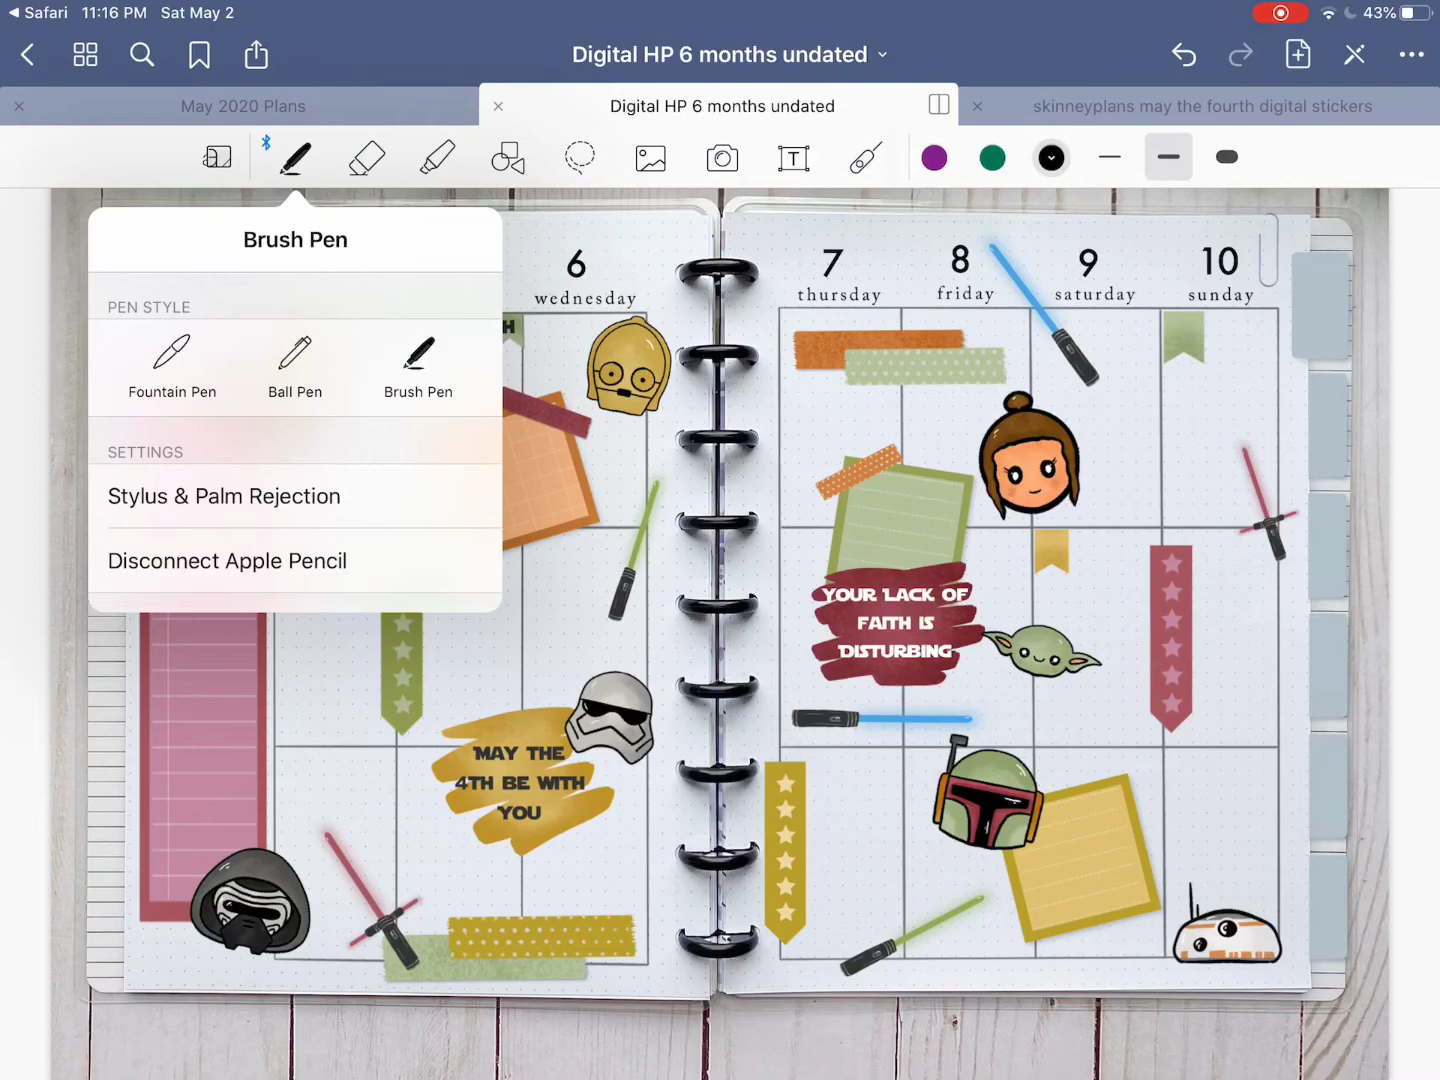 Safari 11:16 PM Sat May 2
43%
Digital HP 6 months undated
May 2020 Plans
Digital HP 6 months undated
skinneyplans may the fourth digital stickers
T
Brush Pen
PEN STYLE
Fountain Pen
Ball Pen
Brush Pen
SETTINGS
Stylus & Palm Rejection
Disconnect Apple Pencil
6
wednesday
H
7
thursday
8
friday
9
saturday
10
sunday
YOUR LACK OF
FAITH IS
DISTURBING
MAY THE
4TH BE WITH
YOU